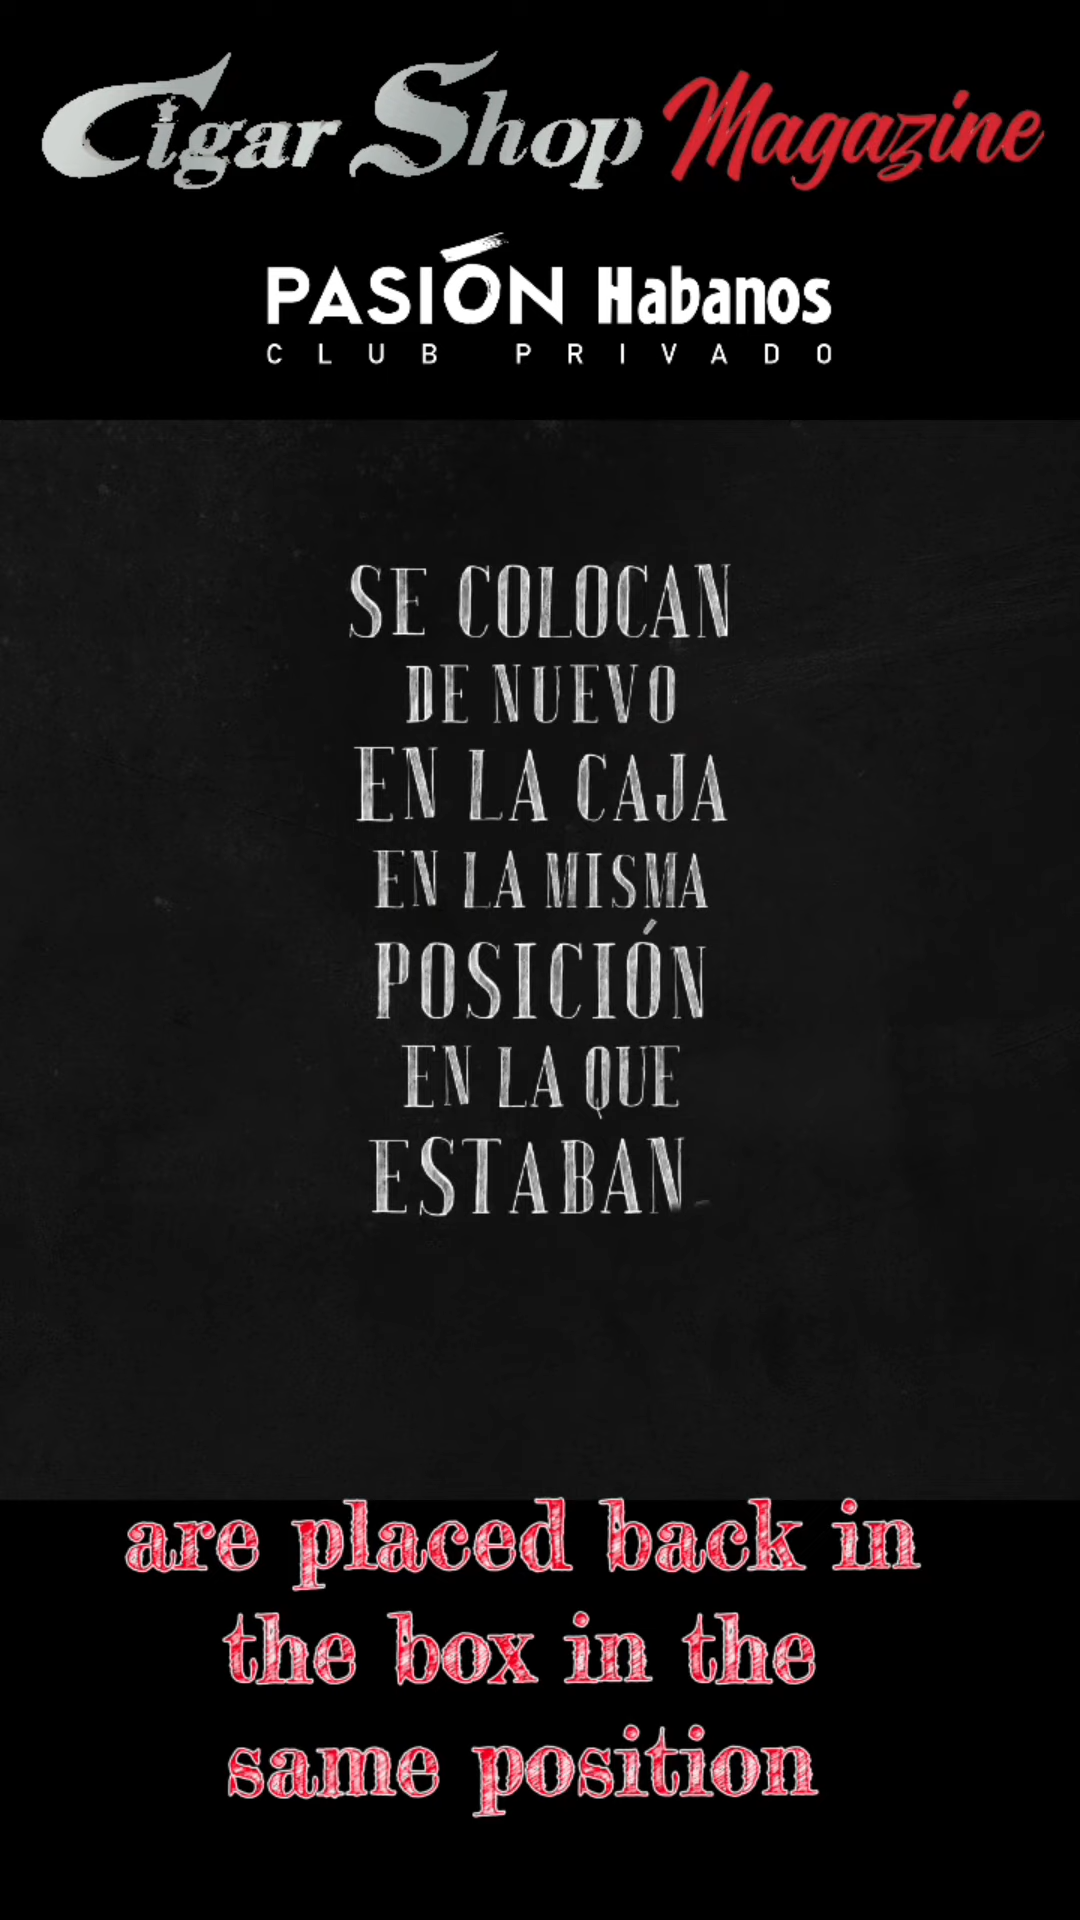 Cigar Shop Magazine
PASIÓN Habanos
CLUB PRIVADO
SE COLOCAN
DE NUEVO
EN LA CAJA
EN LA MISMA
POSICIÓN
EN LA QUE
ESTABAN
are placed back in
the box in the
same position